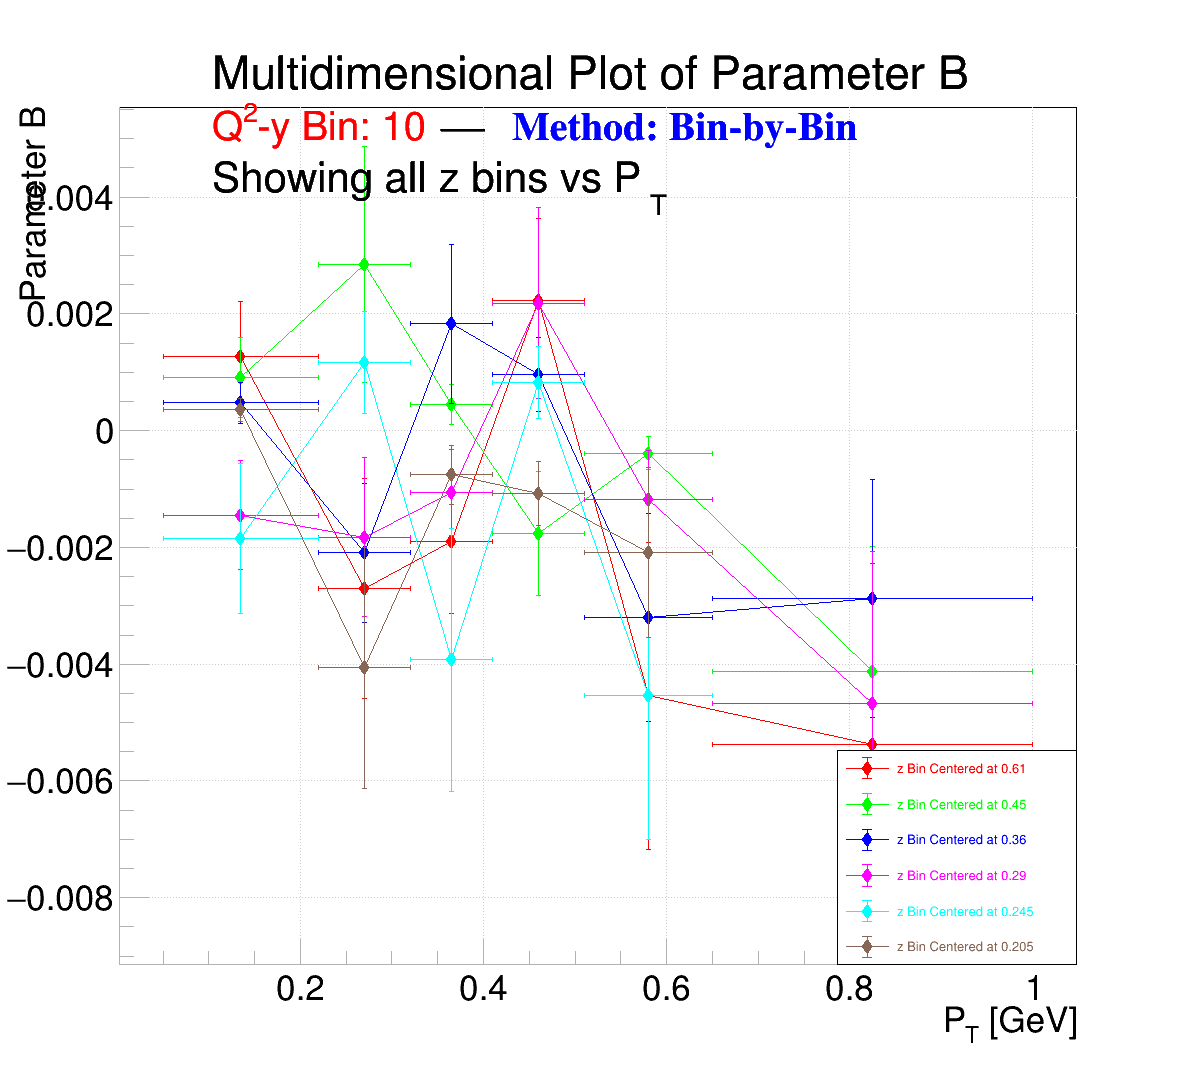 Multidimensional Plot of Parameter B
Q²-y Bin: 10 — Method: Bin-by-Bin
Showing all z bins vs P T
Parameter B
0.004
0.002
0
−0.002
−0.004
−0.006
−0.008
z Bin Centered at 0.61
z Bin Centered at 0.45
z Bin Centered at 0.36
z Bin Centered at 0.29
z Bin Centered at 0.245
z Bin Centered at 0.205
0.2 0.4 0.6 0.8 1
P T [GeV]